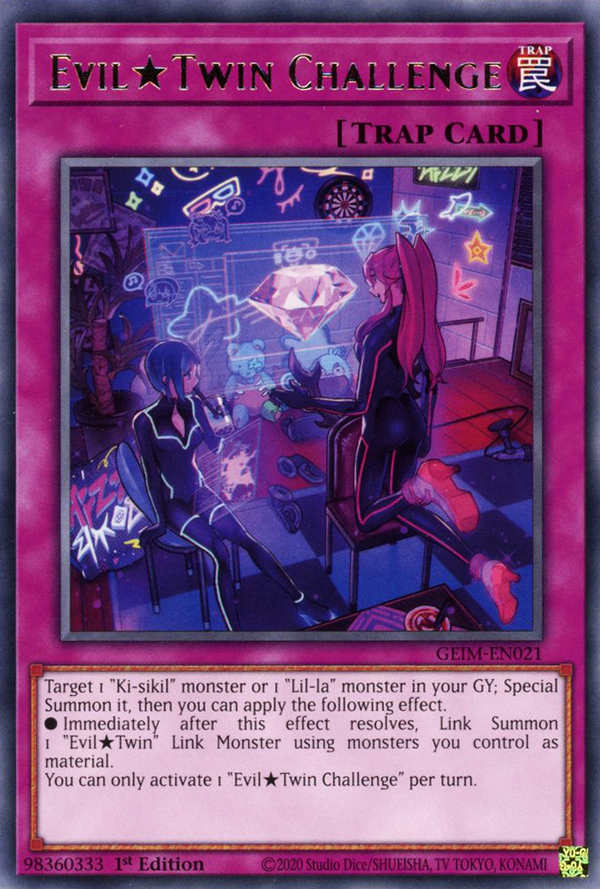 EVIL★TWIN CHALLENGE
TRAP
罠
[TRAP CARD]
GEIM-EN021
Target 1 "Ki-sikil" monster or 1 "Lil-la" monster in your GY; Special
Summon it, then you can apply the following effect.
●Immediately after this effect resolves, Link Summon
1 "Evil★Twin" Link Monster using monsters you control as
material.
You can only activate 1 "Evil★Twin Challenge" per turn.
98360333 1st Edition ©2020 Studio Dice/SHUEISHA, TV TOKYO, KONAMI